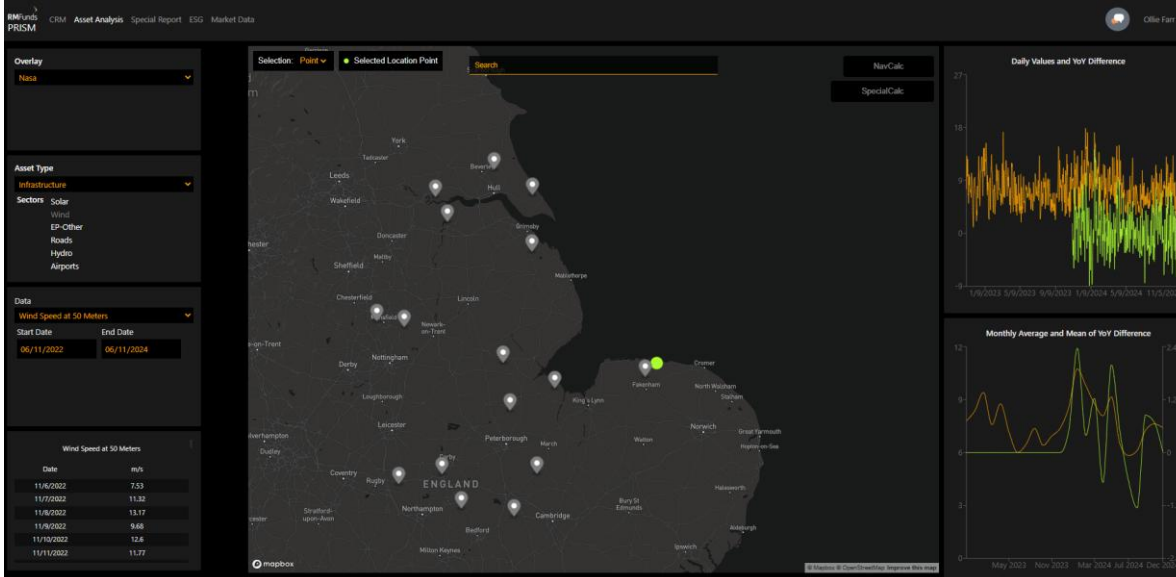 RMFunds
PRISM
CRM Asset Analysis Special Report ESG Market Data
Ollie Farr
Overlay
Nasa
Asset Type
Infrastructure
Sectors Solar
Wind
EP-Other
Roads
Hydro
Airports
Data
Wind Speed at 50 Meters
Start Date End Date
06/11/2022 06/11/2024
Wind Speed at 50 Meters
Date m/s
11/6/2022 7.53
11/7/2022 11.32
11/8/2022 13.17
11/9/2022 9.68
11/10/2022 12.6
11/11/2022 11.77
Selection: Point
Selected Location Point
Search
NavCalc
SpecialCalc
York
Tadcaster
Leeds
Hull
Wakefield
Grimsby
Doncaster
Maltby
Sheffield
Mablethorpe
Chesterfield
Lincoln
Newark-
on-Trent
Nottingham
Derby
Cromer
Fakenham
North Walsham
Stalham
Loughborough
King's Lynn
Leicester
Norwich
Great Yarmouth
Peterborough
March
Watton
Dudley
Coventry
Rugby
ENGLAND
Halesworth
Stratford-
upon-Avon
Northampton
Bury St
Edmunds
Cambridge
Bedford
Aldeburgh
Milton Keynes
Ipswich
mapbox
© Mapbox © OpenStreetMap Improve this map
Daily Values and YoY Difference
27
18
9
0
-9
1/9/2023 5/9/2023 9/9/2023 1/9/2024 5/9/2024
Monthly Average and Mean of YoY Difference
12
9
6
3
0
May 2023 Nov 2023 Mar 2024 Jul 2024